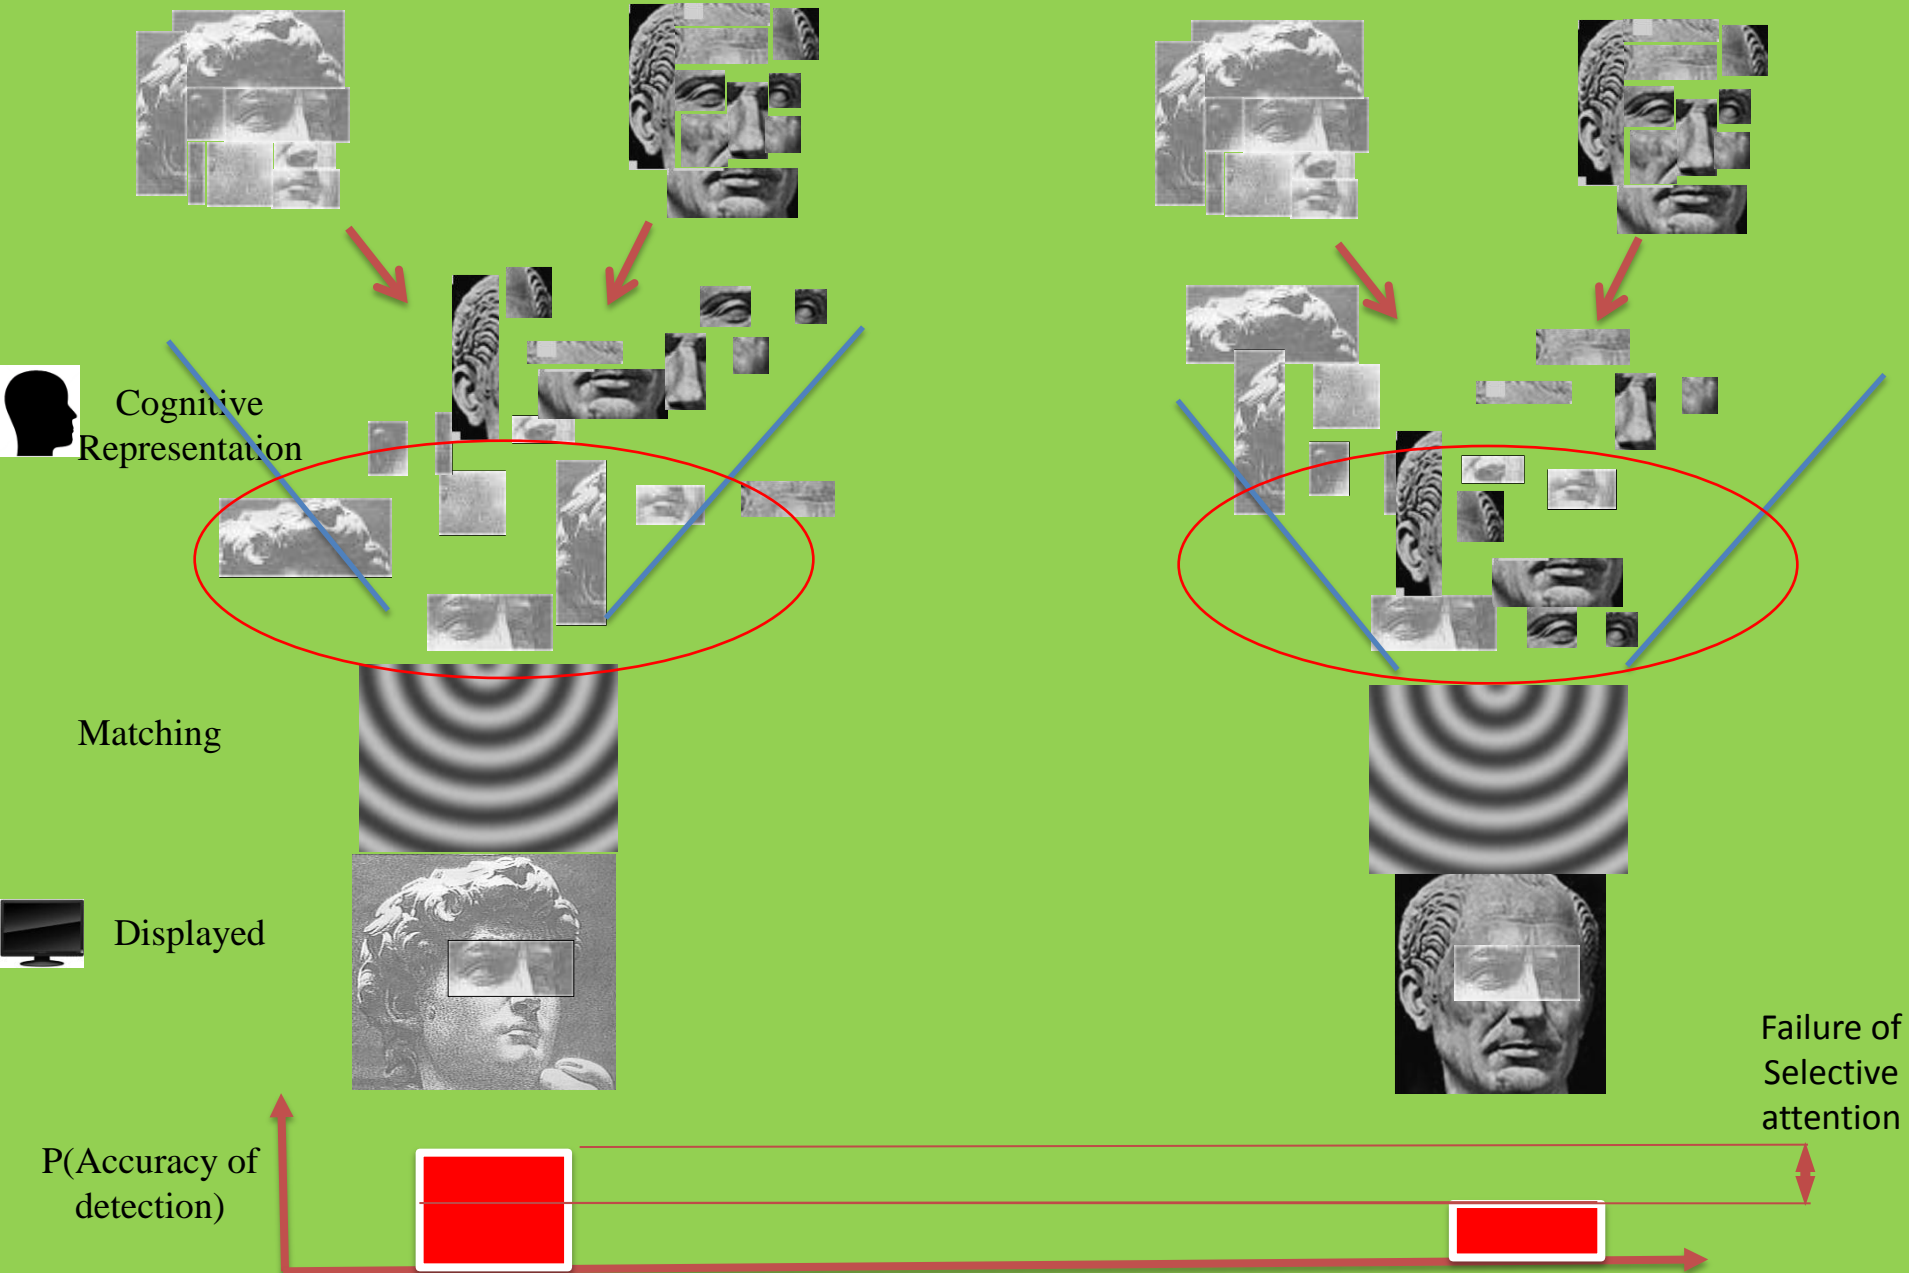 Cognitive
Representation
Matching
Displayed
Failure of
Selective
attention
P(Accuracy of
detection)